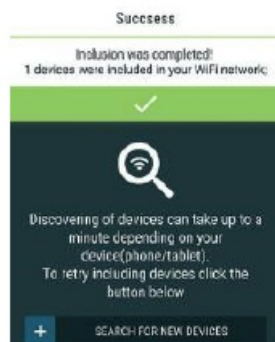 Success
Inclusion was completed!
1 devices were included in your WiFi network;
Discovering of devices can take up to a
minute depending on your
device(phone/tablet).
To retry including devices click the
button below
+ SEARCH FOR NEW DEVICES